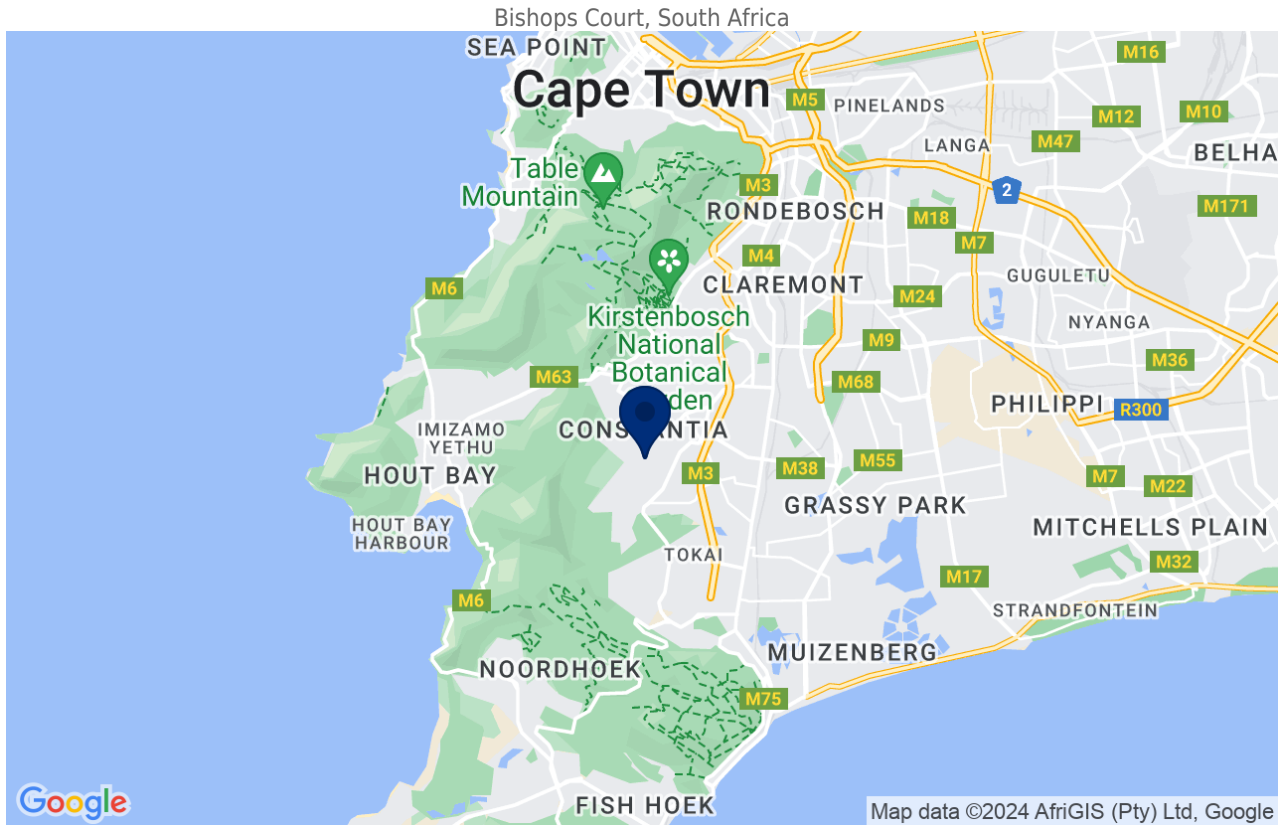 Bishops Court, South Africa
SEA POINT
Cape Town
M16
M5
PINELANDS
M12
M10
LANGA
M47
BELHA
Table
Mountain
M3
2
RONDEBOSCH
M18
M171
M7
M4
CLAREMONT
GUGULETU
M6
M24
Kirstenbosch
National
Botanical
rden
NYANGA
M9
M36
M63
M68
PHILIPPI
R300
IMIZAMO
YETHU
CONSTANTIA
HOUT BAY
M3
M38
M55
M7
M22
GRASSY PARK
HOUT BAY
HARBOUR
MITCHELLS PLAIN
TOKAI
M32
M17
M6
STRANDFONTEIN
MUIZENBERG
NOORDHOEK
M75
FISH HOEK
Google
Map data ©2024 AfriGIS (Pty) Ltd, Google